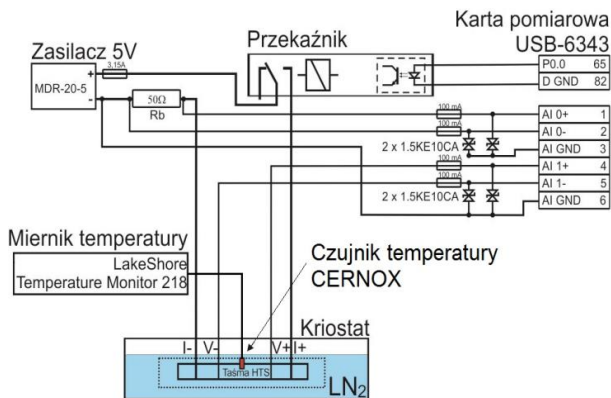 Karta pomiarowa
USB-6343
Zasilacz 5V
3,15A
Przekaźnik
MDR-20-5
+
-
50Ω
Rb
P0.0 65
D GND 82
100 mA
AI 0+ 1
100 mA
AI 0- 2
2 x 1.5KE10CA
AI GND 3
100 mA
AI 1+ 4
100 mA
AI 1- 5
2 x 1.5KE10CA
AI GND 6
Miernik temperatury
LakeShore
Temperature Monitor 218
Czujnik temperatury
CERNOX
Kriostat
I- V- V+ I+
Taśma HTS
LN2